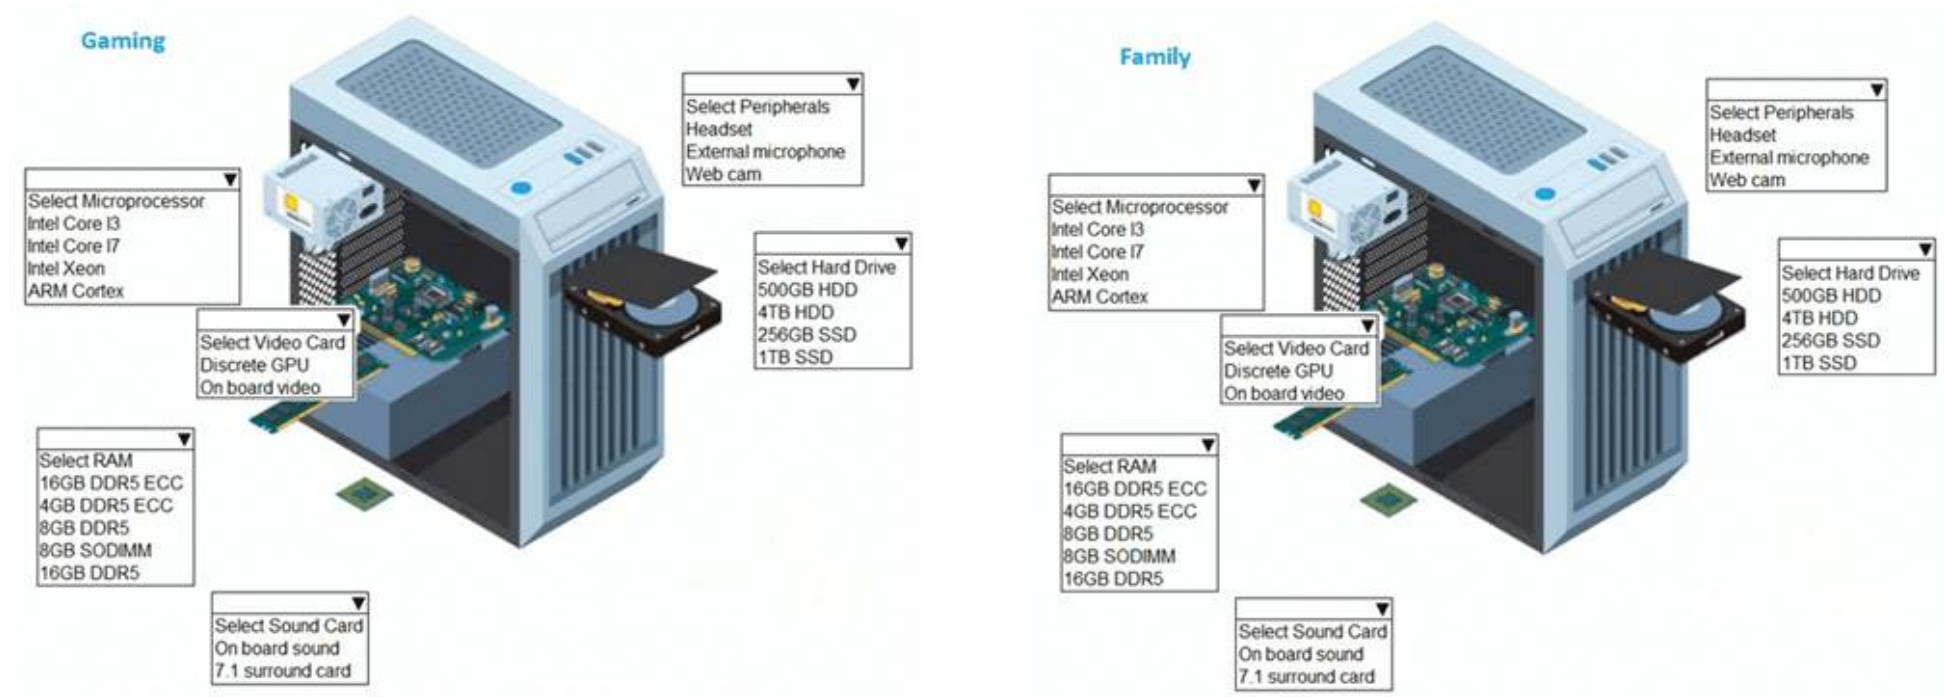 Gaming
Select Peripherals
Headset
External microphone
Web cam
Select Microprocessor
Intel Core I3
Intel Core I7
Intel Xeon
ARM Cortex
Select Hard Drive
500GB HDD
4TB HDD
256GB SSD
1TB SSD
Select Video Card
Discrete GPU
On board video
Select RAM
16GB DDR5 ECC
4GB DDR5 ECC
8GB DDR5
8GB SODIMM
16GB DDR5
Select Sound Card
On board sound
7.1 surround card
Family
Select Peripherals
Headset
External microphone
Web cam
Select Microprocessor
Intel Core I3
Intel Core I7
Intel Xeon
ARM Cortex
Select Hard Drive
500GB HDD
4TB HDD
256GB SSD
1TB SSD
Select Video Card
Discrete GPU
On board video
Select RAM
16GB DDR5 ECC
4GB DDR5 ECC
8GB DDR5
8GB SODIMM
16GB DDR5
Select Sound Card
On board sound
7.1 surround card